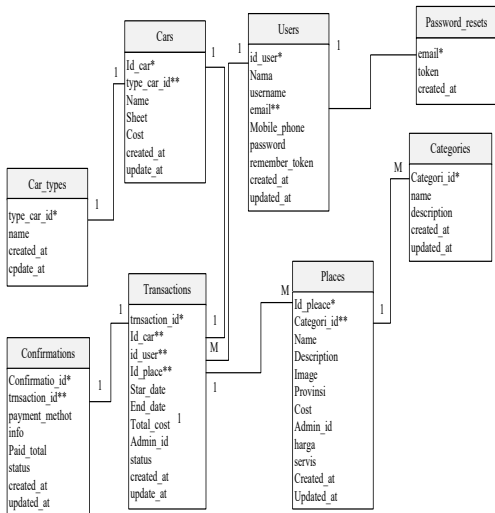 Cars
Id_car*
type_car_id**
Name
Sheet
Cost
created_at
update_at
1
1
Users
id_user*
Nama
username
email**
Mobile_phone
password
remember_token
created_at
updated_at
1
1
Password_resets
email*
token
created_at
Categories
Categori_id*
name
description
created_at
updated_at
M
Car_types
type_car_id*
name
created_at
cpdate_at
1
Transactions
trnsaction_id*
Id_car**
id_user**
Id_place**
Star_date
End_date
Total_cost
Admin_id
status
created_at
update_at
1
1
M
1
1
Places
Id_pleace*
Categori_id**
Name
Description
Image
Provinsi
Cost
Admin_id
harga
servis
Created_at
Updated_at
M
1
Confirmations
Confirmatio_id*
trnsaction_id**
payment_methot
info
Paid_total
status
created_at
updated_at
1